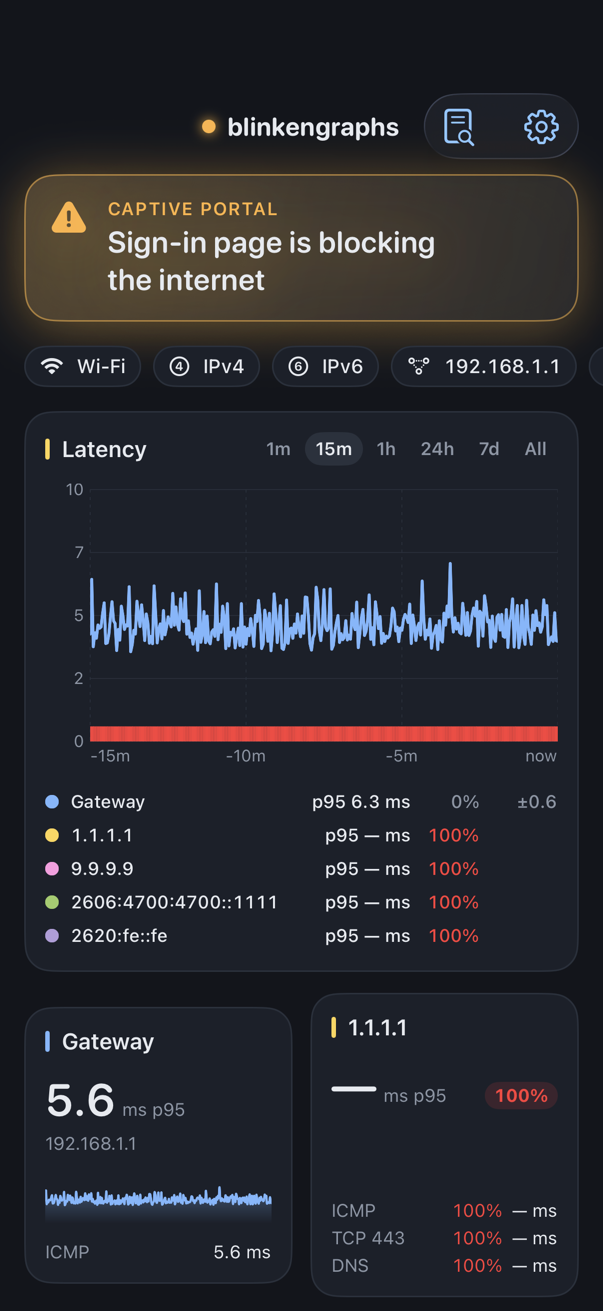 blinkengraphs
CAPTIVE PORTAL
Sign-in page is blocking
the internet
Wi-Fi 4 IPv4 6 IPv6 192.168.1.1
Latency 1m 15m 1h 24h 7d All
10
7
5
2
0
-15m -10m -5m now
Gateway p95 6.3 ms 0% ±0.6
1.1.1.1 p95 — ms 100%
9.9.9.9 p95 — ms 100%
2606:4700:4700::1111 p95 — ms 100%
2620:fe::fe p95 — ms 100%
Gateway
5.6 ms p95
192.168.1.1
ICMP 5.6 ms
1.1.1.1
— ms p95 100%
ICMP 100% — ms
TCP 443 100% — ms
DNS 100% — ms